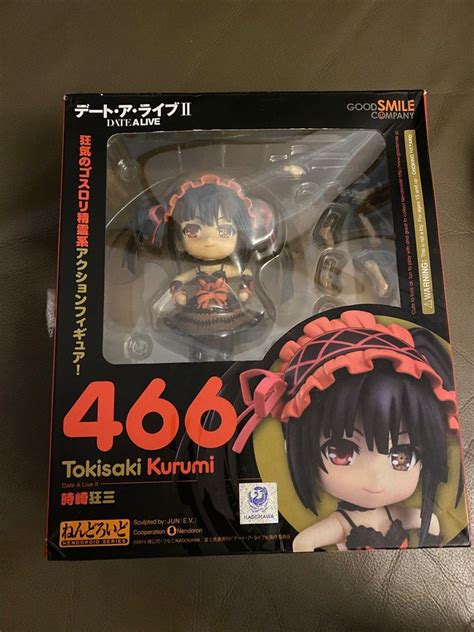 デート・ア・ライブII
DATE A LIVE
GOOD SMILE
COMPANY
狂気のゴスロリ精霊系アクションフィギュア!
WARNING:
CHOKING HAZARD
466
Tokisaki Kurumi
Date A Live II
時崎狂三
ねんどろいど
NENDOROID SERIES
Sculpted by: JUN (E.V.)
Cooperation Nendoron
KADOKAWA